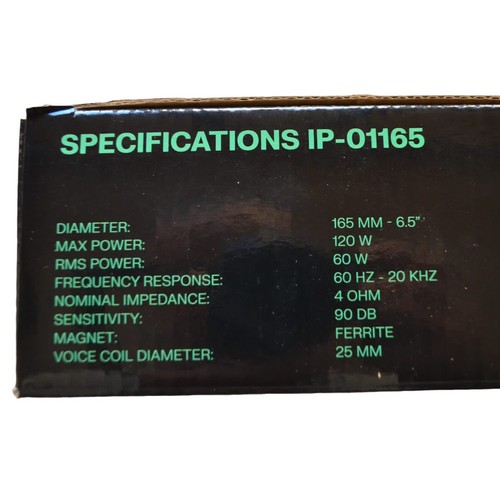 SPECIFICATIONS IP-01165
DIAMETER: 165 MM - 6.5"
MAX POWER: 120 W
RMS POWER: 60 W
FREQUENCY RESPONSE: 60 HZ - 20 KHZ
NOMINAL IMPEDANCE: 4 OHM
SENSITIVITY: 90 DB
MAGNET: FERRITE
VOICE COIL DIAMETER: 25 MM